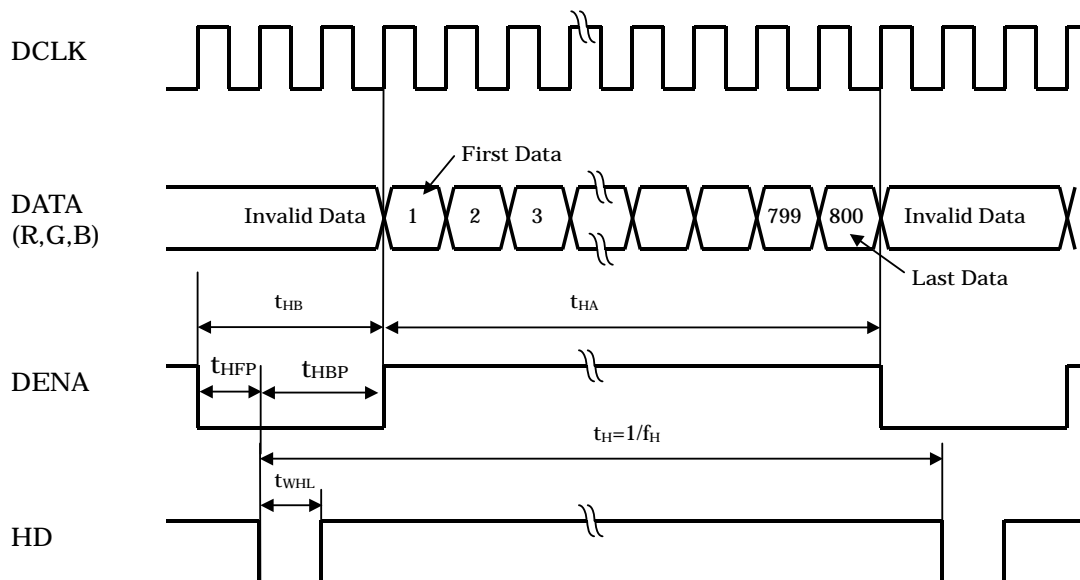 DCLK
First Data
DATA
(R,G,B)
Invalid Data 1 2 3 799 800 Invalid Data
Last Data
tHB tHA
DENA
tHFP tHBP
tH=1/fH
tWHL
HD